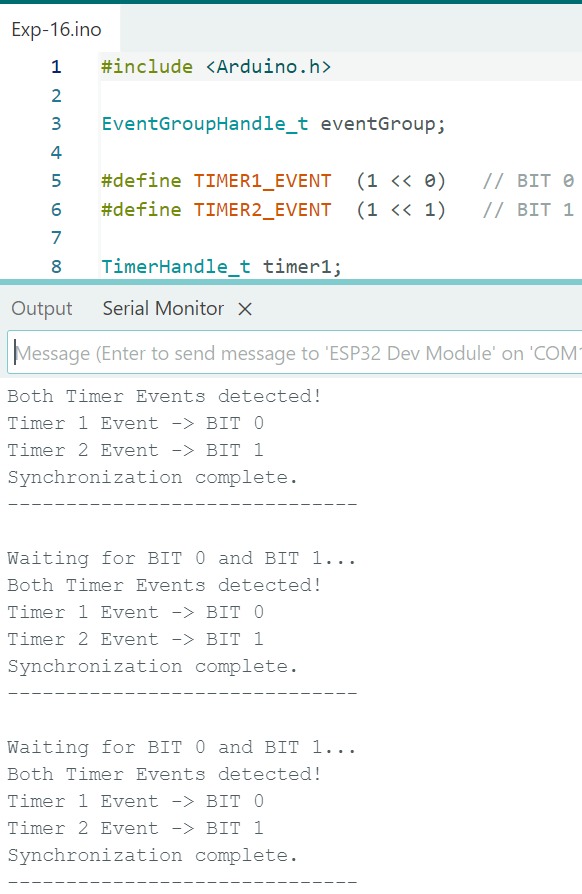 Exp-16.ino
1 #include <Arduino.h>
2
3 EventGroupHandle_t eventGroup;
4
5 #define TIMER1_EVENT  (1 << 0)   // BIT 0
6 #define TIMER2_EVENT  (1 << 1)   // BIT 1
7
8 TimerHandle_t timer1;
Output Serial Monitor ×
Message (Enter to send message to 'ESP32 Dev Module' on 'COM1
Both Timer Events detected!
Timer 1 Event -> BIT 0
Timer 2 Event -> BIT 1
Synchronization complete.
------------------------------
Waiting for BIT 0 and BIT 1...
Both Timer Events detected!
Timer 1 Event -> BIT 0
Timer 2 Event -> BIT 1
Synchronization complete.
------------------------------
Waiting for BIT 0 and BIT 1...
Both Timer Events detected!
Timer 1 Event -> BIT 0
Timer 2 Event -> BIT 1
Synchronization complete.
------------------------------